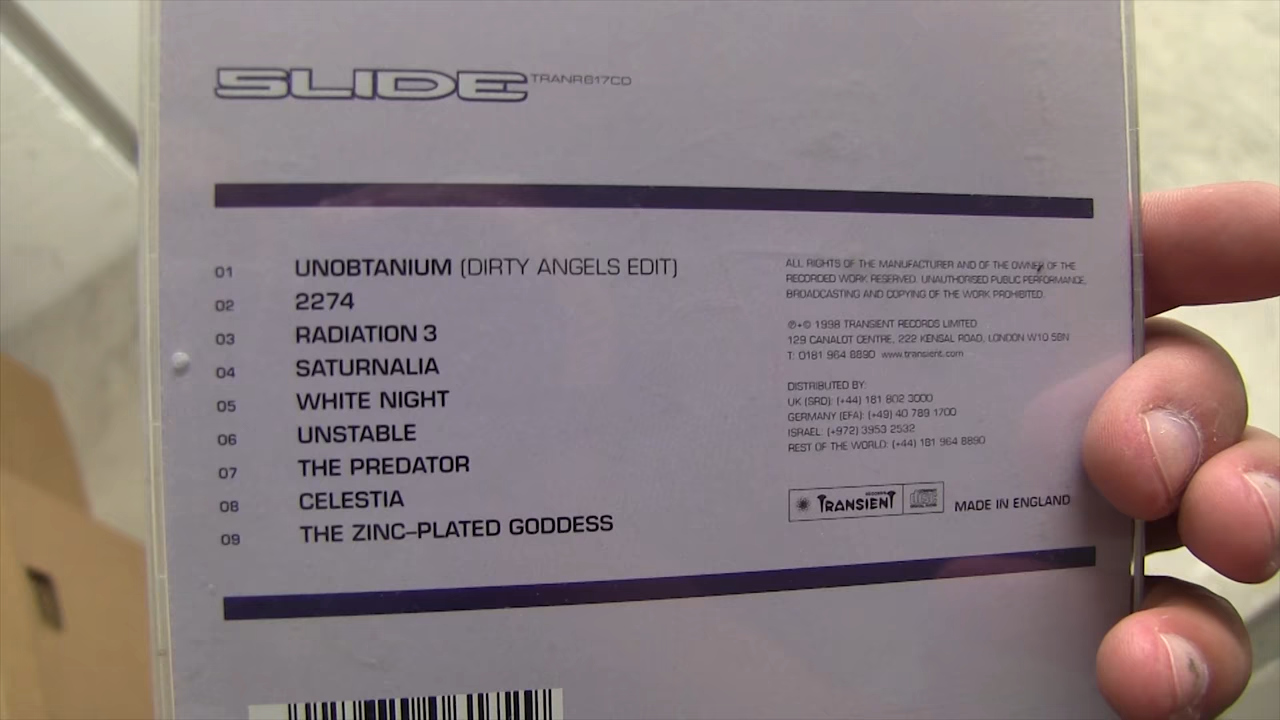 SLIDE TRANR617CD
01 UNOBTANIUM (DIRTY ANGELS EDIT)
02 2274
03 RADIATION 3
04 SATURNALIA
05 WHITE NIGHT
06 UNSTABLE
07 THE PREDATOR
08 CELESTIA
09 THE ZINC-PLATED GODDESS
ALL RIGHTS OF THE MANUFACTURER AND OF THE OWNER OF THE
RECORDED WORK RESERVED. UNAUTHORISED PUBLIC PERFORMANCE,
BROADCASTING AND COPYING OF THE WORK PROHIBITED.
℗+© 1998 TRANSIENT RECORDS LIMITED
129 CANALOT CENTRE, 222 KENSAL ROAD, LONDON W10 5BN
T: 0181 964 8890 www.transient.com
DISTRIBUTED BY:
UK (SRD): (+44) 181 802 3000
GERMANY (EFA): (+49) 40 789 1700
ISRAEL: (+972) 3953 2532
REST OF THE WORLD: (+44) 181 964 8890
TRANSIENT RECORDS
MADE IN ENGLAND